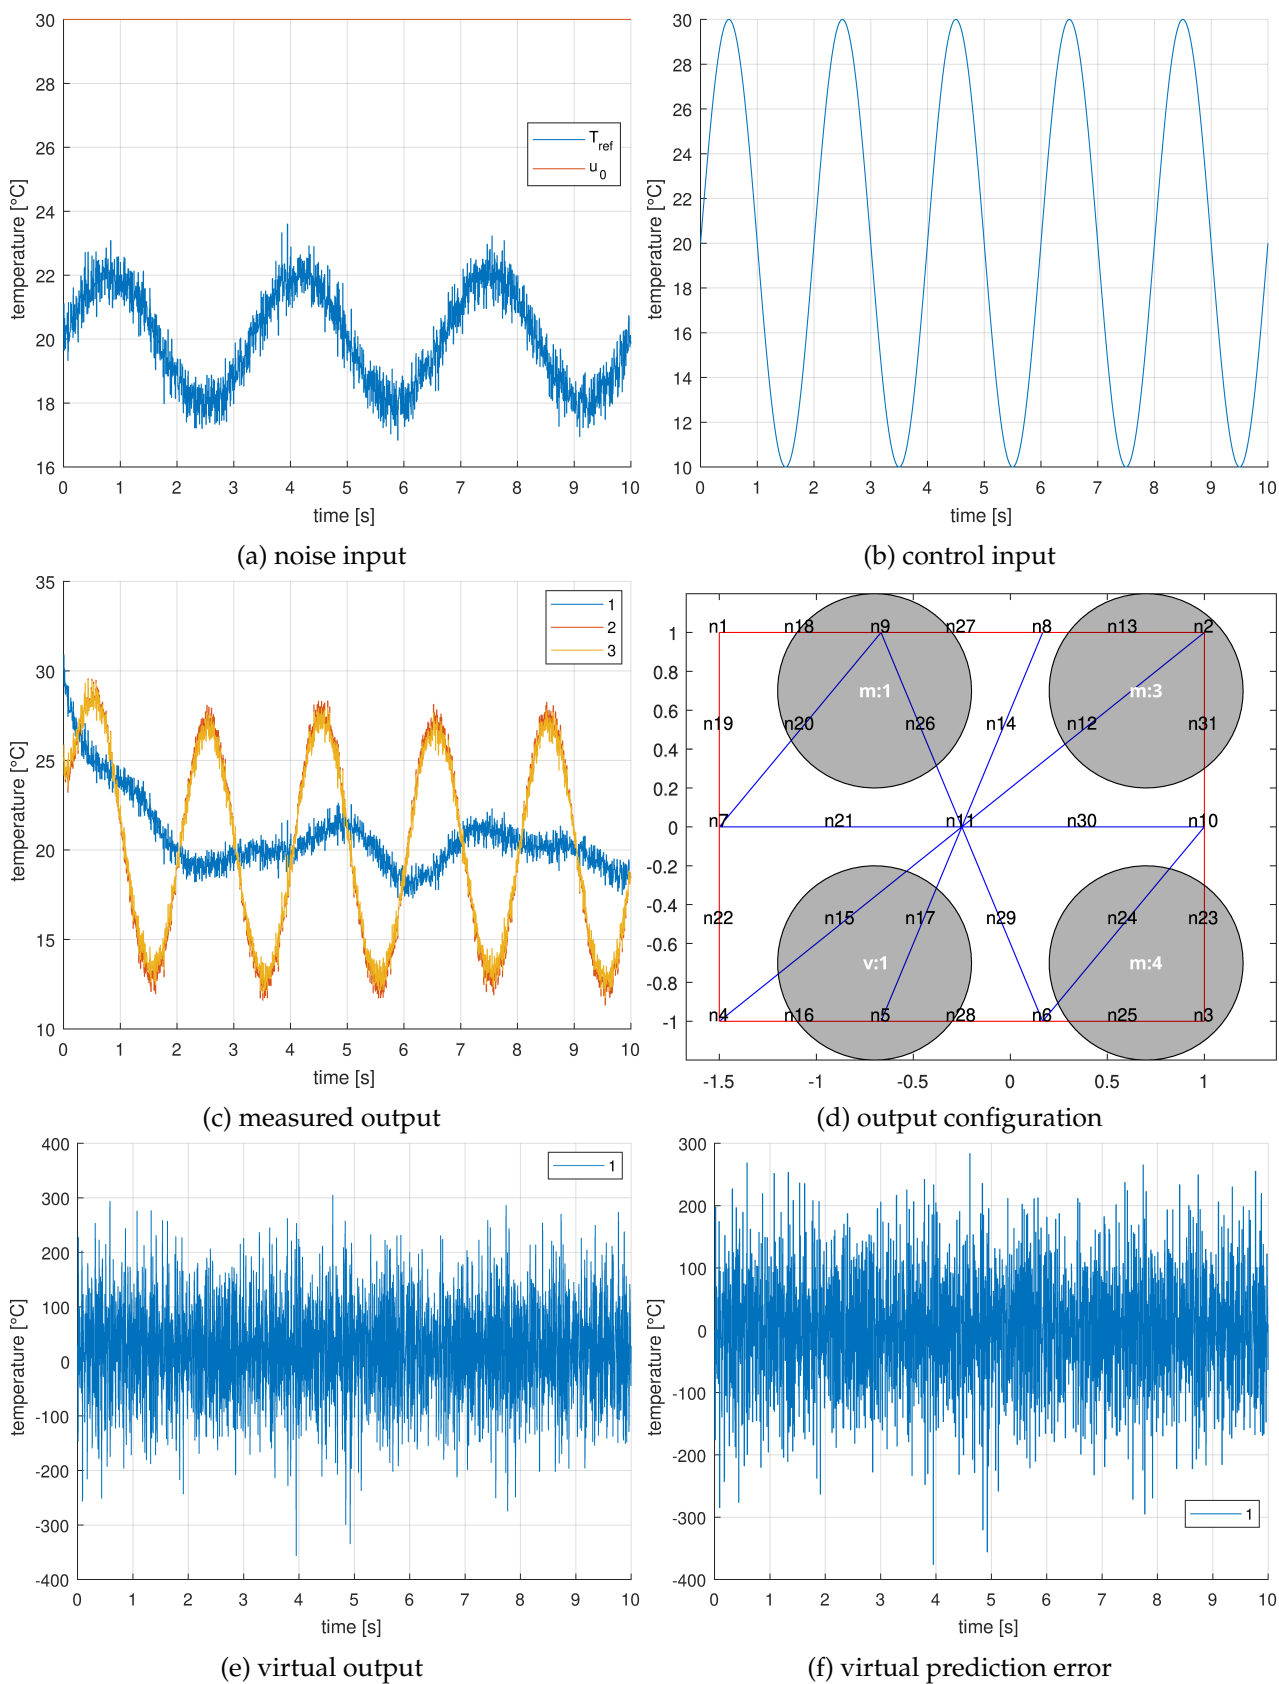 30
28
26
24
22
20
18
16
temperature [°C]
T_ref
u_0
0 1 2 3 4 5 6 7 8 9 10
time [s]
(a) noise input
30
28
26
24
22
20
18
16
14
12
10
temperature [°C]
0 1 2 3 4 5 6 7 8 9 10
time [s]
(b) control input
35
30
25
20
15
10
temperature [°C]
1
2
3
0 1 2 3 4 5 6 7 8 9 10
time [s]
(c) measured output
1
0.8
0.6
0.4
0.2
0
-0.2
-0.4
-0.6
-0.8
-1
n1 n18 n9 n27 n8 n13 n2
m:1 m:3
n19 n20 n26 n14 n12 n31
n7 n21 n11 n30 n10
n22 n15 n17 n29 n24 n23
v:1 m:4
n4 n16 n5 n28 n6 n25 n3
-1.5 -1 -0.5 0 0.5 1
(d) output configuration
400
300
200
100
0
-100
-200
-300
-400
temperature [°C]
1
0 1 2 3 4 5 6 7 8 9 10
time [s]
(e) virtual output
300
200
100
0
-100
-200
-300
-400
temperature [°C]
1
0 1 2 3 4 5 6 7 8 9 10
time [s]
(f) virtual prediction error